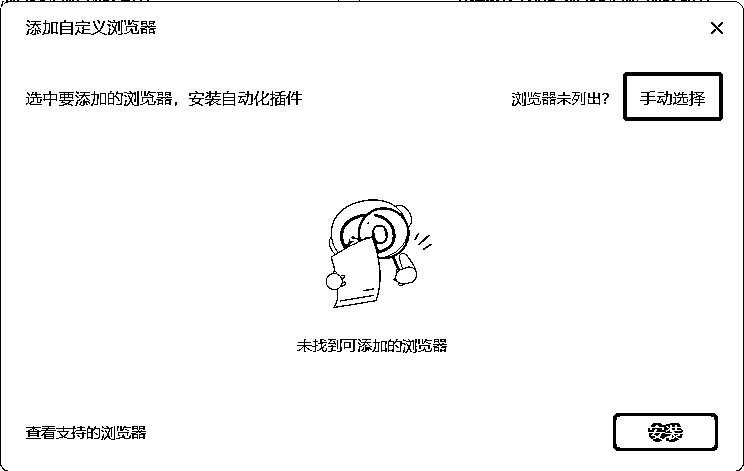 添加自定义浏览器
选中要添加的浏览器，安装自动化插件
浏览器未列出？ 手动选择
未找到可添加的浏览器
查看支持的浏览器
安装